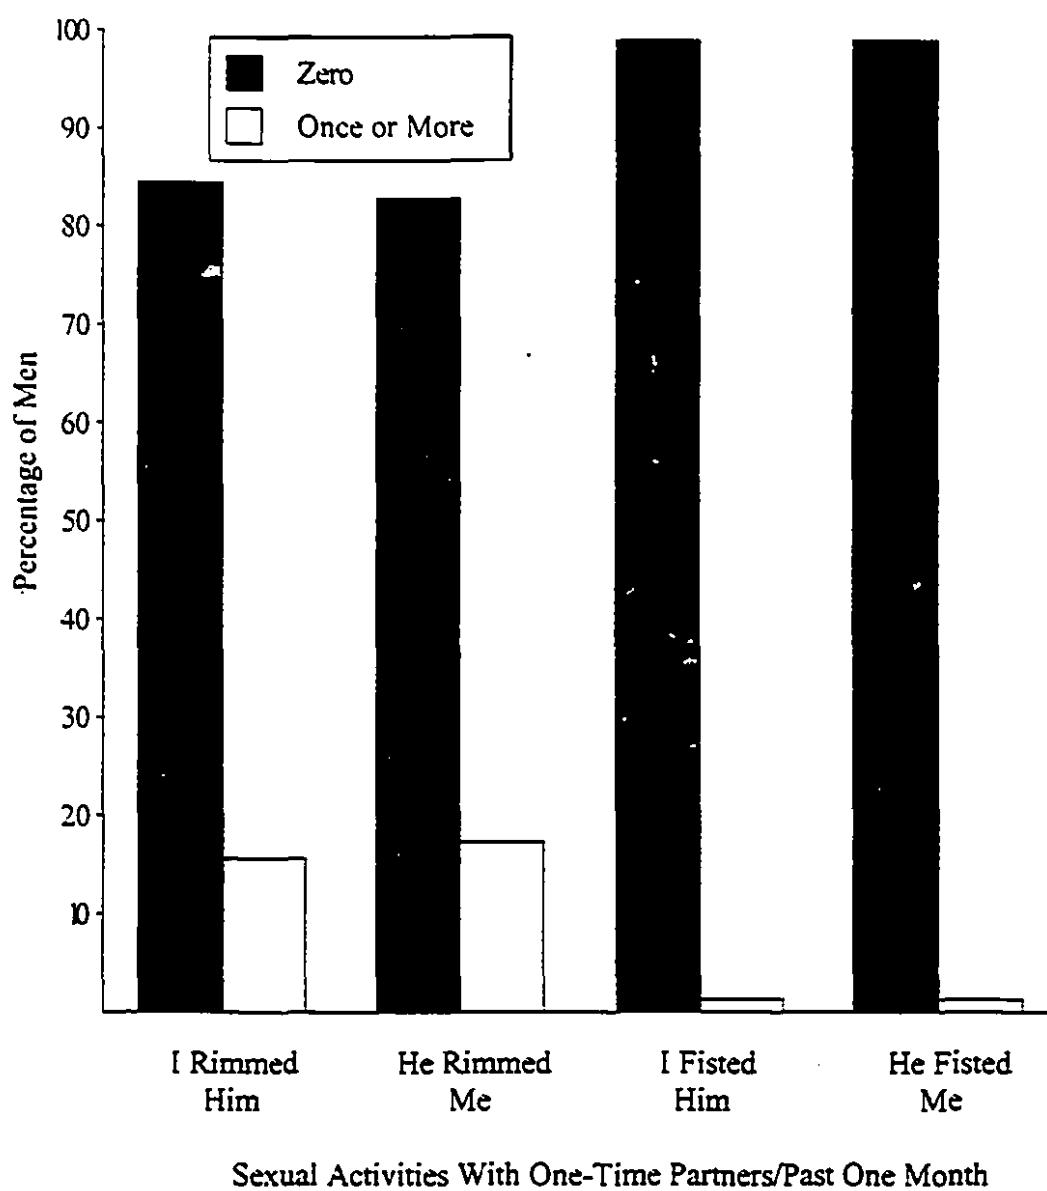 100
90
80
70
60
50
40
30
20
10
Percentage of Men
Zero
Once or More
I Rimmed
Him
He Rimmed
Me
I Fisted
Him
He Fisted
Me
Sexual Activities With One-Time Partners/Past One Month